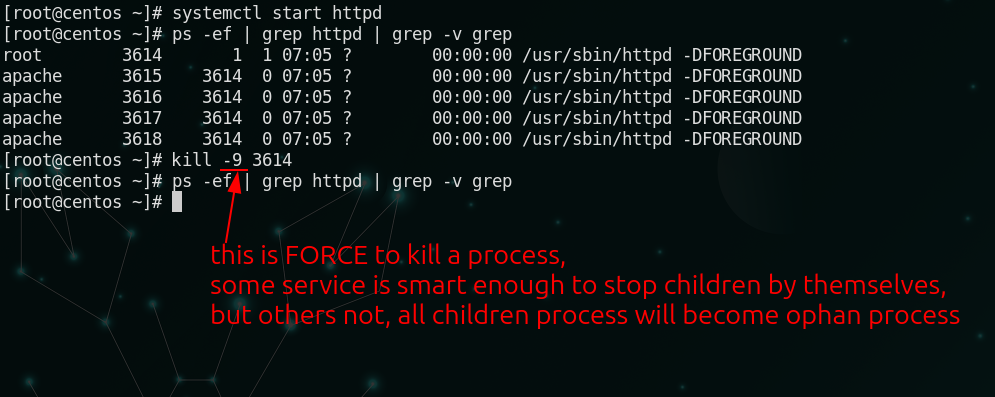 [root@centos ~]# systemctl start httpd
[root@centos ~]# ps -ef | grep httpd | grep -v grep
root        3614       1  1 07:05 ?        00:00:00 /usr/sbin/httpd -DFOREGROUND
apache      3615    3614  0 07:05 ?        00:00:00 /usr/sbin/httpd -DFOREGROUND
apache      3616    3614  0 07:05 ?        00:00:00 /usr/sbin/httpd -DFOREGROUND
apache      3617    3614  0 07:05 ?        00:00:00 /usr/sbin/httpd -DFOREGROUND
apache      3618    3614  0 07:05 ?        00:00:00 /usr/sbin/httpd -DFOREGROUND
[root@centos ~]# kill -9 3614
[root@centos ~]# ps -ef | grep httpd | grep -v grep
[root@centos ~]#
this is FORCE to kill a process,
some service is smart enough to stop children by themselves,
but others not, all children process will become ophan process